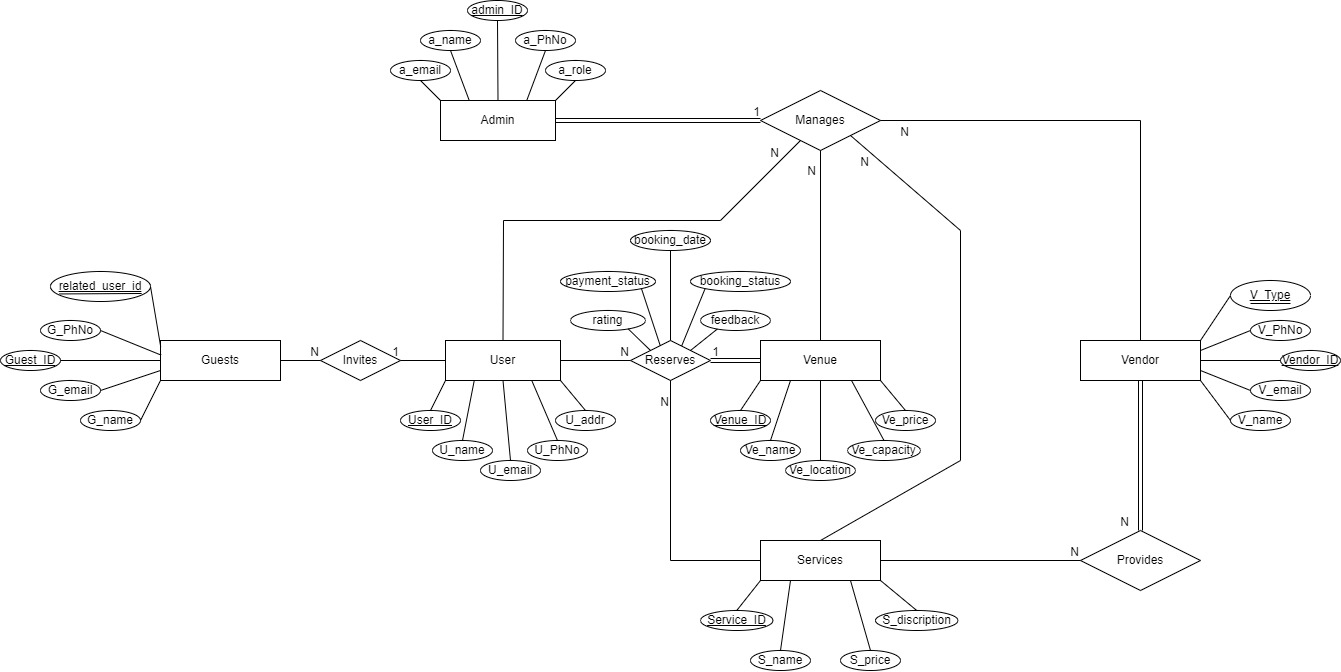 admin_ID
a_name
a_PhNo
a_email
a_role
Admin
1
Manages
N
N
N
N
booking_date
payment_status
booking_status
related_user_id
V_Type
rating
feedback
G_PhNo
V_PhNo
Guest_ID
Guests
N
Invites
1
User
N
Reserves
1
Venue
Vendor
Vendor_ID
G_email
V_email
N
G_name
User_ID
U_addr
Venue_ID
Ve_price
V_name
U_name
U_PhNo
Ve_name
Ve_capacity
U_email
Ve_location
N
N
Services
Provides
Service_ID
S_discription
S_name
S_price